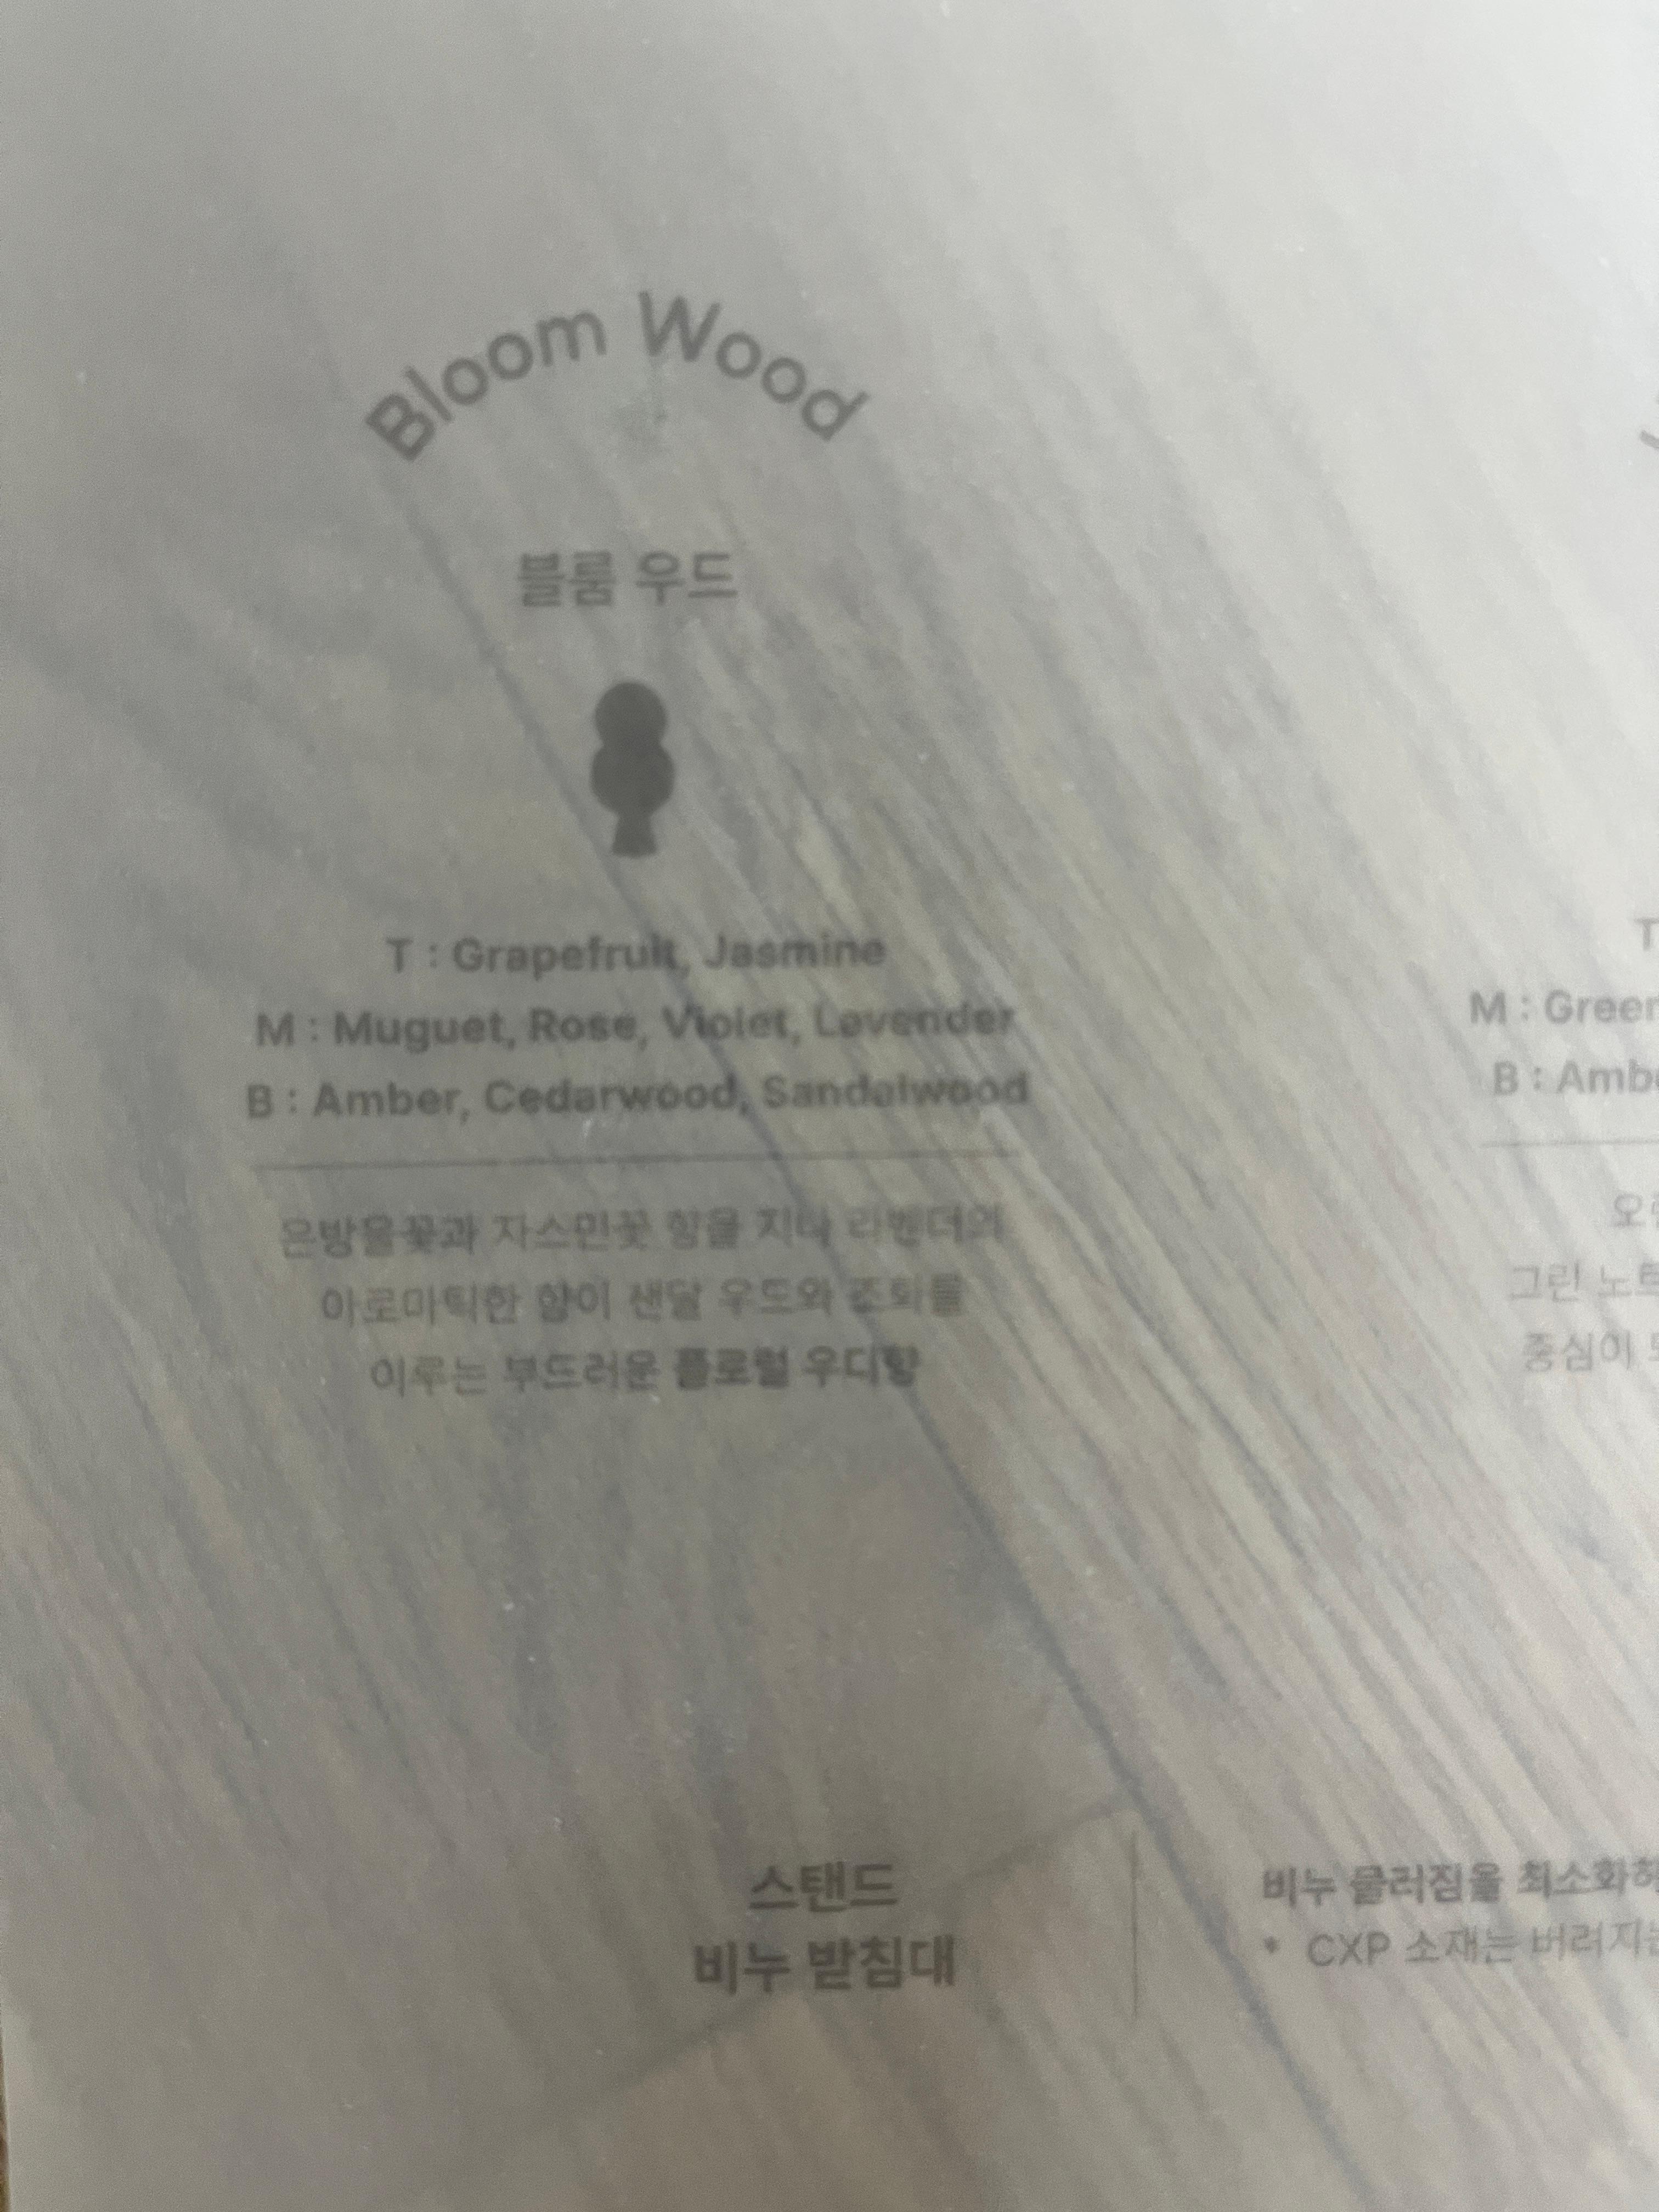 Bloom Wood
블룸 우드
T : Grapefruit, Jasmine
M : Muguet, Rose, Violet, Lavender
B : Amber, Cedarwood, Sandalwood
은방울꽃과 자스민꽃 향을 지나 라벤더의
아로마틱한 향이 샌달 우드와 조화를
이루는 부드러운 플로럴 우디향
T
M : Green
B : Amb
그린 노트
중심이
스탠드
비누 받침대
비누 물러짐을 최소화하
* CXP 소재는 버려지는